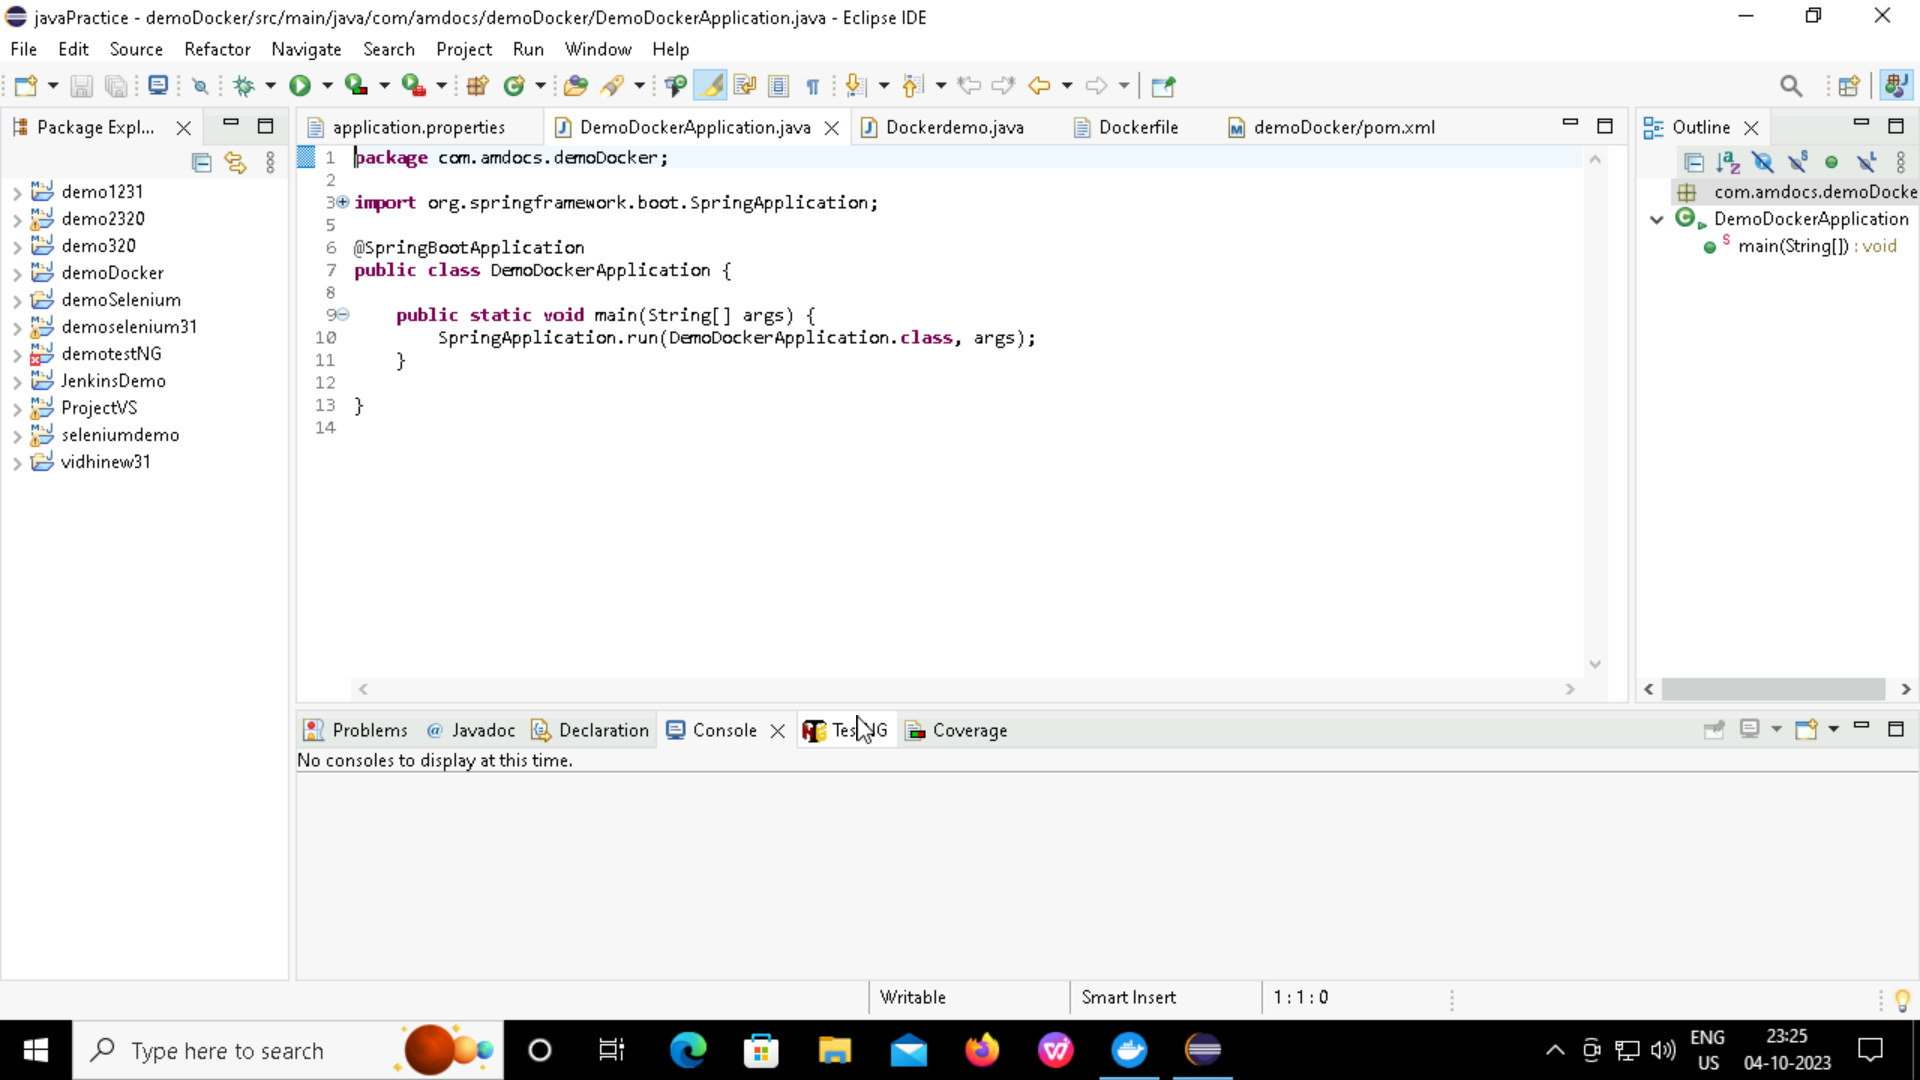 javaPractice - demoDocker/src/main/java/com/amdocs/demoDocker/DemoDockerApplication.java - Eclipse IDE
File Edit Source Refactor Navigate Search Project Run Window Help
Package Expl...
application.properties DemoDockerApplication.java Dockerdemo.java Dockerfile demoDocker/pom.xml
Outline
demo1231
demo2320
demo320
demoDocker
demoSelenium
demoselenium31
demotestNG
JenkinsDemo
ProjectVS
seleniumdemo
vidhinew31
1 package com.amdocs.demoDocker;
2
3 import org.springframework.boot.SpringApplication;
5
6 @SpringBootApplication
7 public class DemoDockerApplication {
8
9 public static void main(String[] args) {
10 SpringApplication.run(DemoDockerApplication.class, args);
11 }
12
13 }
14
com.amdocs.demoDocke
DemoDockerApplication
main(String[]) : void
Problems Javadoc Declaration Console TestNG Coverage
No consoles to display at this time.
Writable Smart Insert 1 : 1 : 0
Type here to search
ENG
US
23:25
04-10-2023